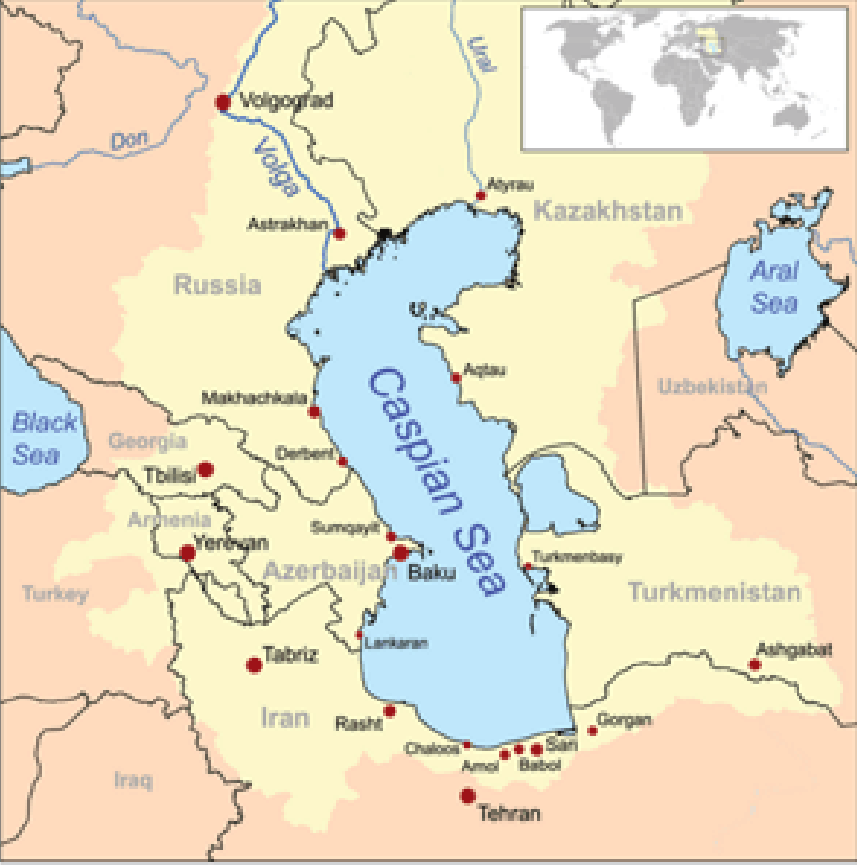 Ural
Volgograd
Don
Volga
Atyrau
Kazakhstan
Astrakhan
Russia
Aral
Sea
Aqtau
Uzbekistan
Caspian Sea
Makhachkala
Black
Sea
Georgia
Derbent
Tbilisi
Armenia
Sumqayit
Yerevan
Turkmenbasy
Azerbaijan
Baku
Turkey
Turkmenistan
Lankaran
Ashgabat
Tabriz
Iran
Rasht
Gorgan
Chaloos
Sari
Amol
Babol
Iraq
Tehran